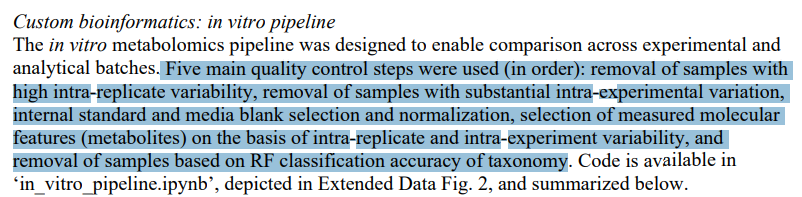 Custom bioinformatics: in vitro pipeline
The in vitro metabolomics pipeline was designed to enable comparison across experimental and
analytical batches. Five main quality control steps were used (in order): removal of samples with
high intra-replicate variability, removal of samples with substantial intra-experimental variation,
internal standard and media blank selection and normalization, selection of measured molecular
features (metabolites) on the basis of intra-replicate and intra-experiment variability, and
removal of samples based on RF classification accuracy of taxonomy. Code is available in
‘in_vitro_pipeline.ipynb’, depicted in Extended Data Fig. 2, and summarized below.